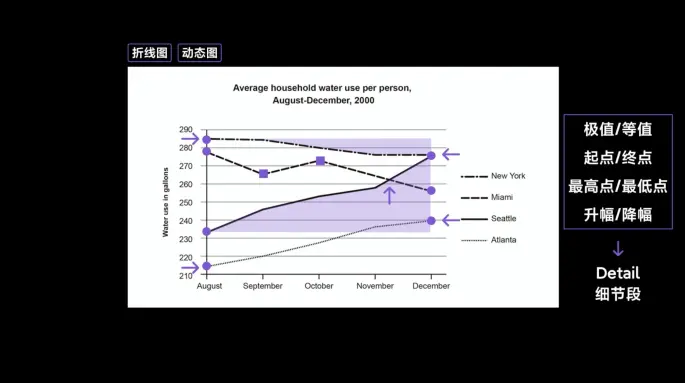 折线图 动态图
Average household water use per person,
August-December, 2000
Water use in gallons
290
280
270
260
250
240
230
220
210
August September October November December
New York
Miami
Seattle
Atlanta
极值/等值
起点/终点
最高点/最低点
升幅/降幅
↓
Detail
细节段